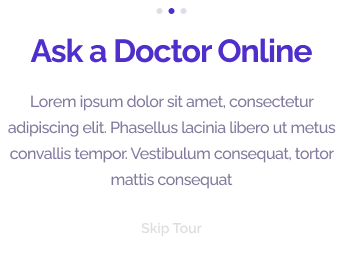 Ask a Doctor Online
Lorem ipsum dolor sit amet, consectetur
adipiscing elit. Phasellus lacinia libero ut metus
convallis tempor. Vestibulum consequat, tortor
mattis consequat
Skip Tour